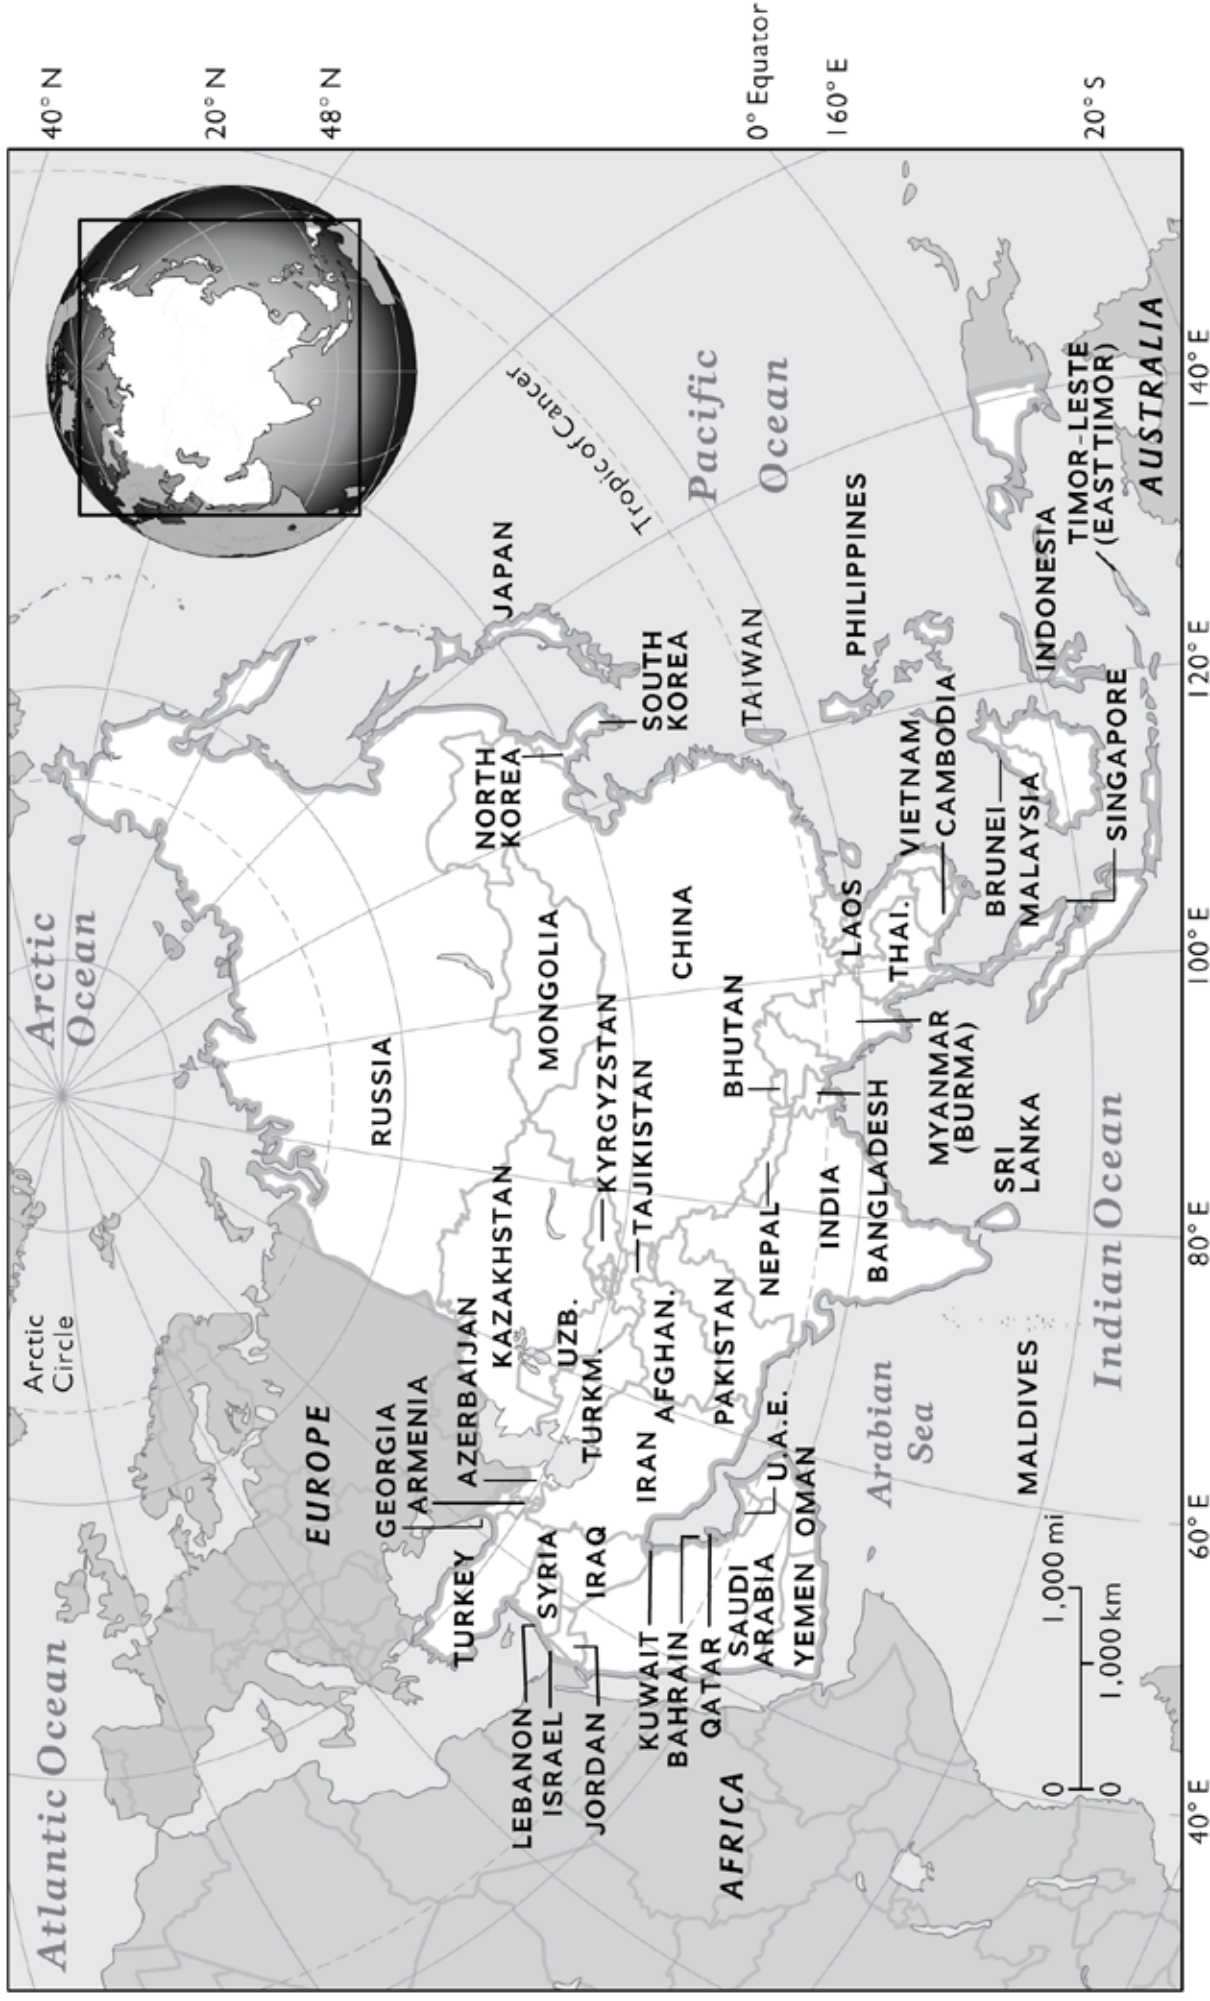 40° N
20° N
48° N
0° Equator
160° E
20° S
Atlantic Ocean
Arctic
Circle
Arctic
Ocean
EUROPE
RUSSIA
GEORGIA
ARMENIA
AZERBAIJAN
KAZAKHSTAN
MONGOLIA
NORTH
KOREA
JAPAN
SOUTH
KOREA
Tropic of Cancer
Pacific
Ocean
TURKEY
SYRIA
IRAQ
LEBANON
ISRAEL
JORDAN
UZB.
TURKM.
KYRGYZSTAN
TAJIKISTAN
AFGHAN.
IRAN
PAKISTAN
CHINA
TAIWAN
KUWAIT
BAHRAIN
QATAR
SAUDI
ARABIA
YEMEN
OMAN
U.A.E.
NEPAL
BHUTAN
INDIA
BANGLADESH
MYANMAR
(BURMA)
LAOS
THAI.
VIETNAM
CAMBODIA
PHILIPPINES
AFRICA
Arabian
Sea
SRI
LANKA
MALDIVES
Indian Ocean
BRUNEI
MALAYSIA
SINGAPORE
INDONESIA
TIMOR-LESTE
(EAST TIMOR)
AUSTRALIA
0
1,000 mi
0
1,000 km
40° E
60° E
80° E
100° E
120° E
140° E